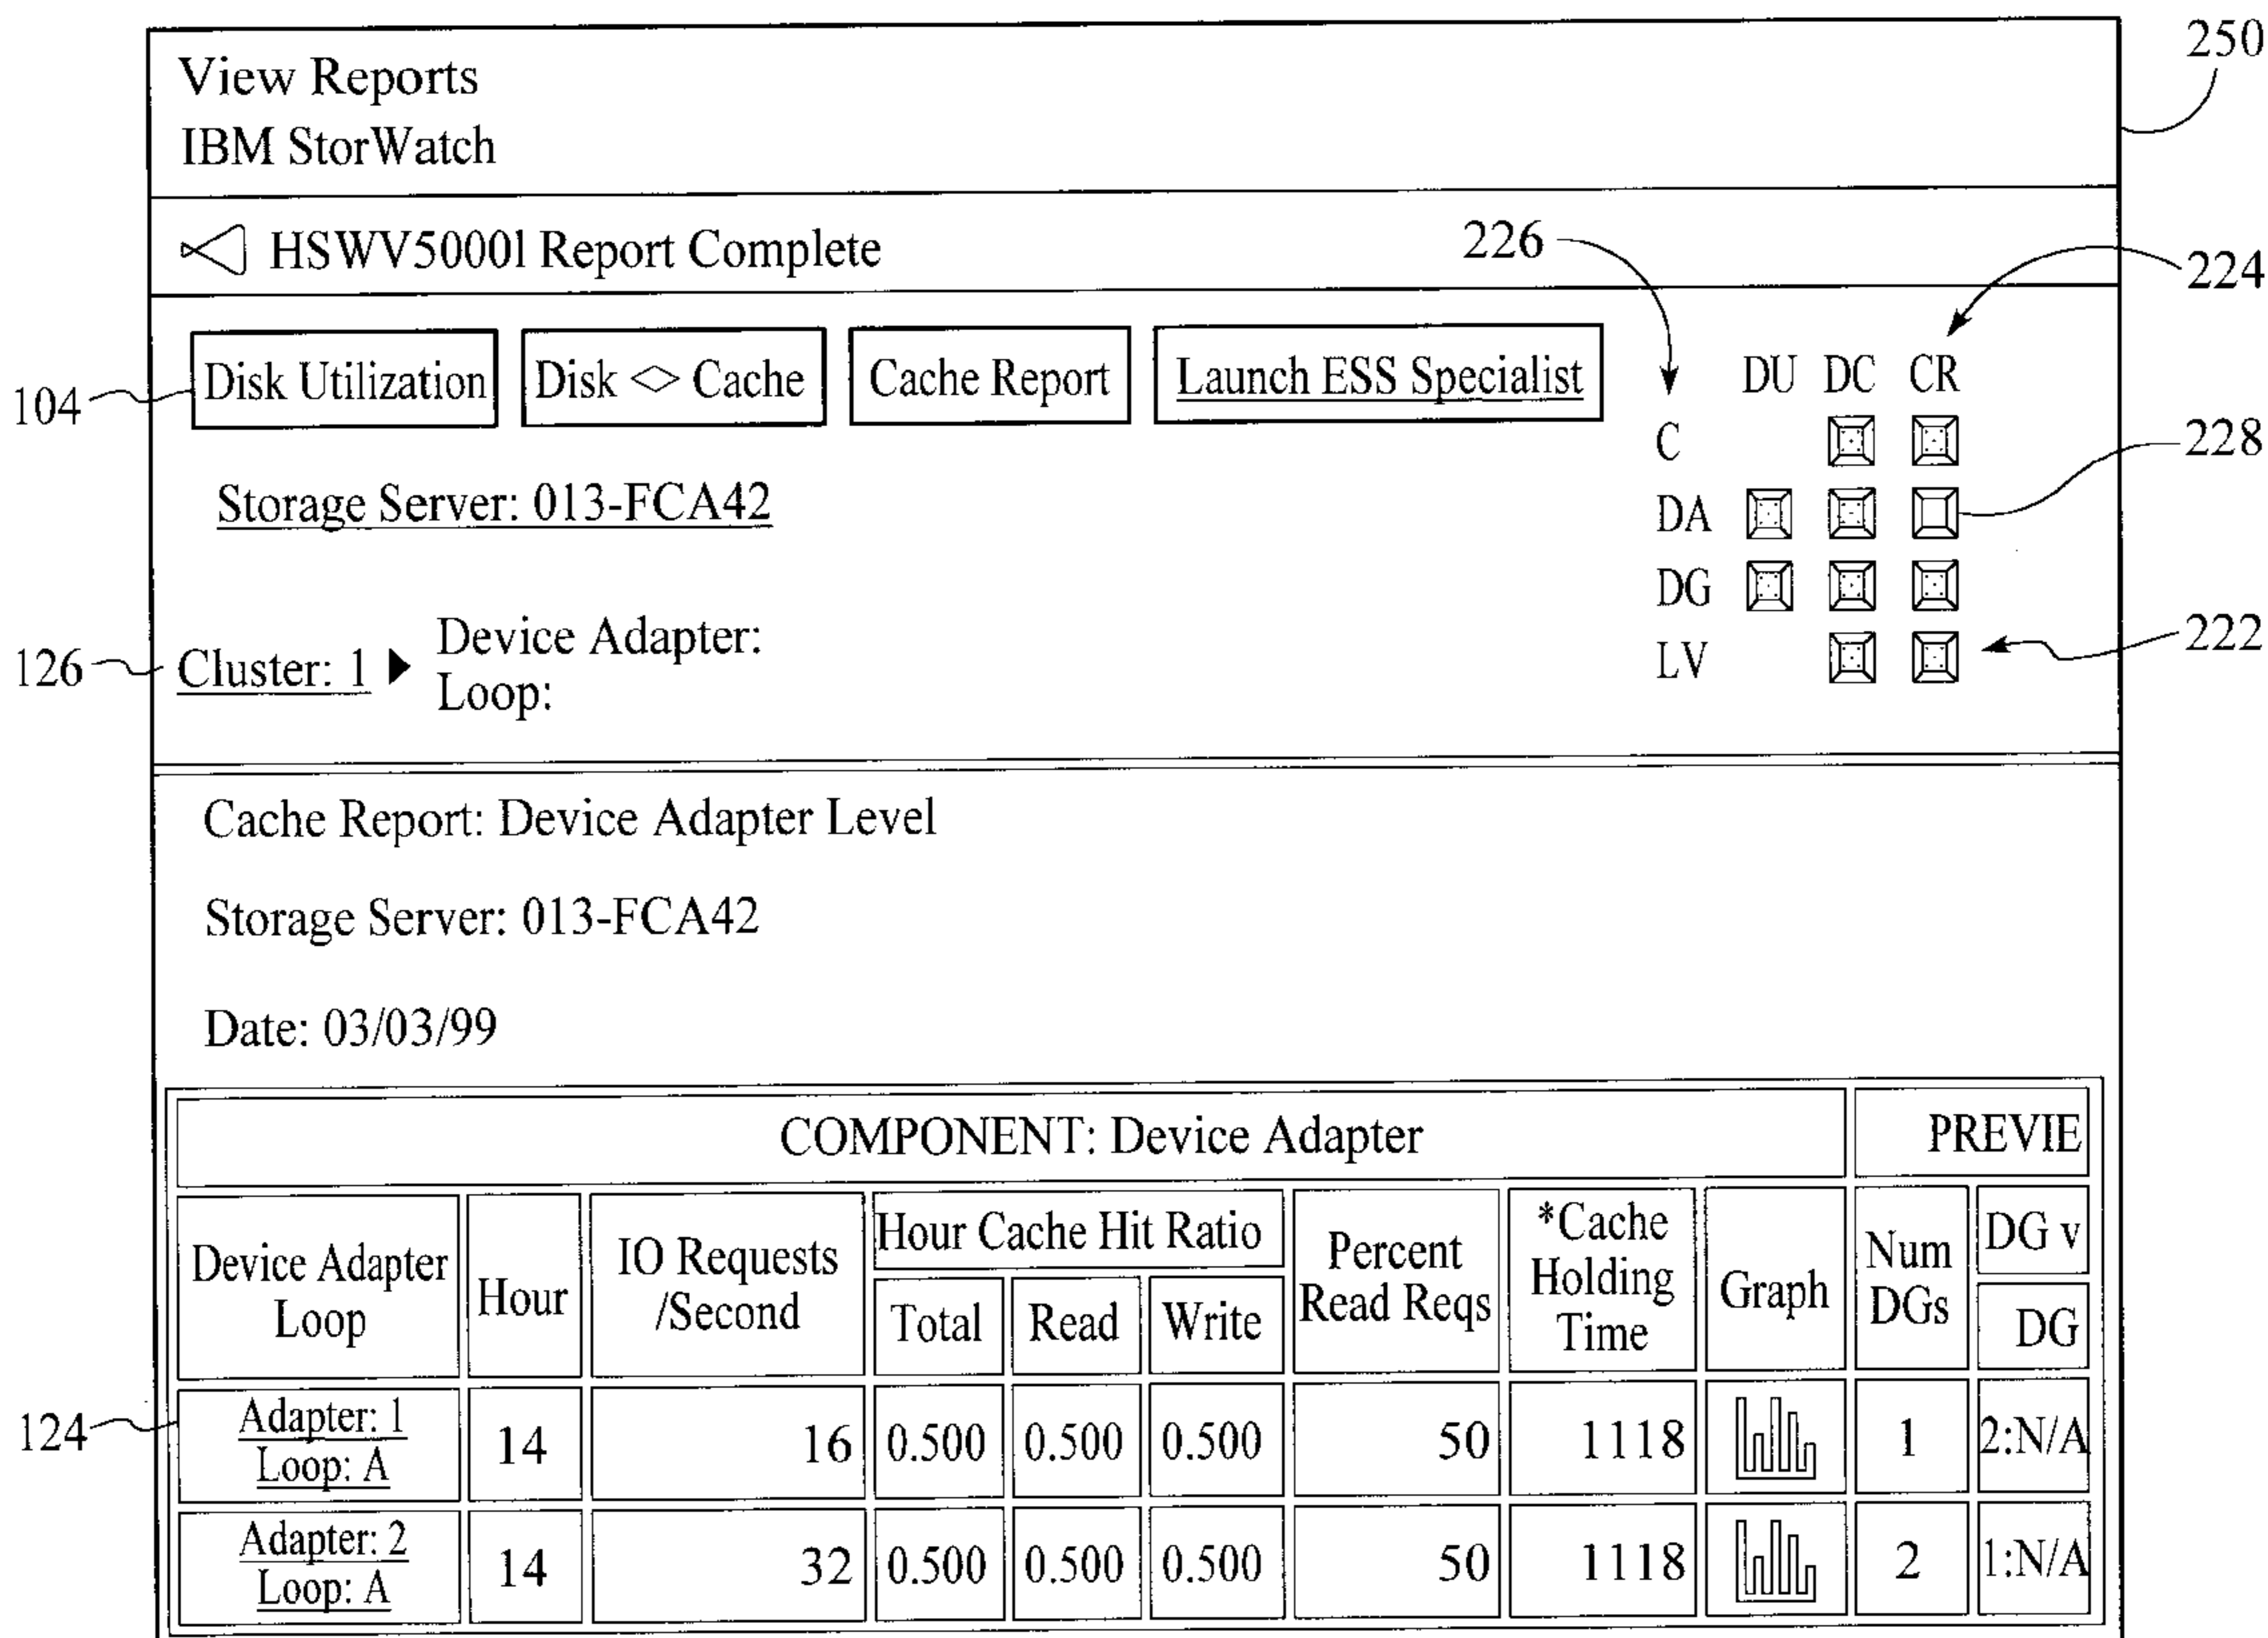 250
View Reports
IBM StorWatch
HSWV5000l Report Complete
226
224
104
Disk Utilization
Disk <> Cache
Cache Report
Launch ESS Specialist
DU DC CR
C
228
Storage Server: 013-FCA42
DA
DG
222
126
Cluster: 1 ▶
Device Adapter:
Loop:
LV
Cache Report: Device Adapter Level
Storage Server: 013-FCA42
Date: 03/03/99
COMPONENT: Device Adapter
PREVIE
Device Adapter
Loop
Hour
IO Requests
/Second
Hour Cache Hit Ratio
Total
Read
Write
Percent
Read Reqs
*Cache
Holding
Time
Graph
Num
DGs
DG v
DG
124
Adapter: 1
Loop: A
14
16
0.500
0.500
0.500
50
1118
1
2:N/A
Adapter: 2
Loop: A
14
32
0.500
0.500
0.500
50
1118
2
1:N/A